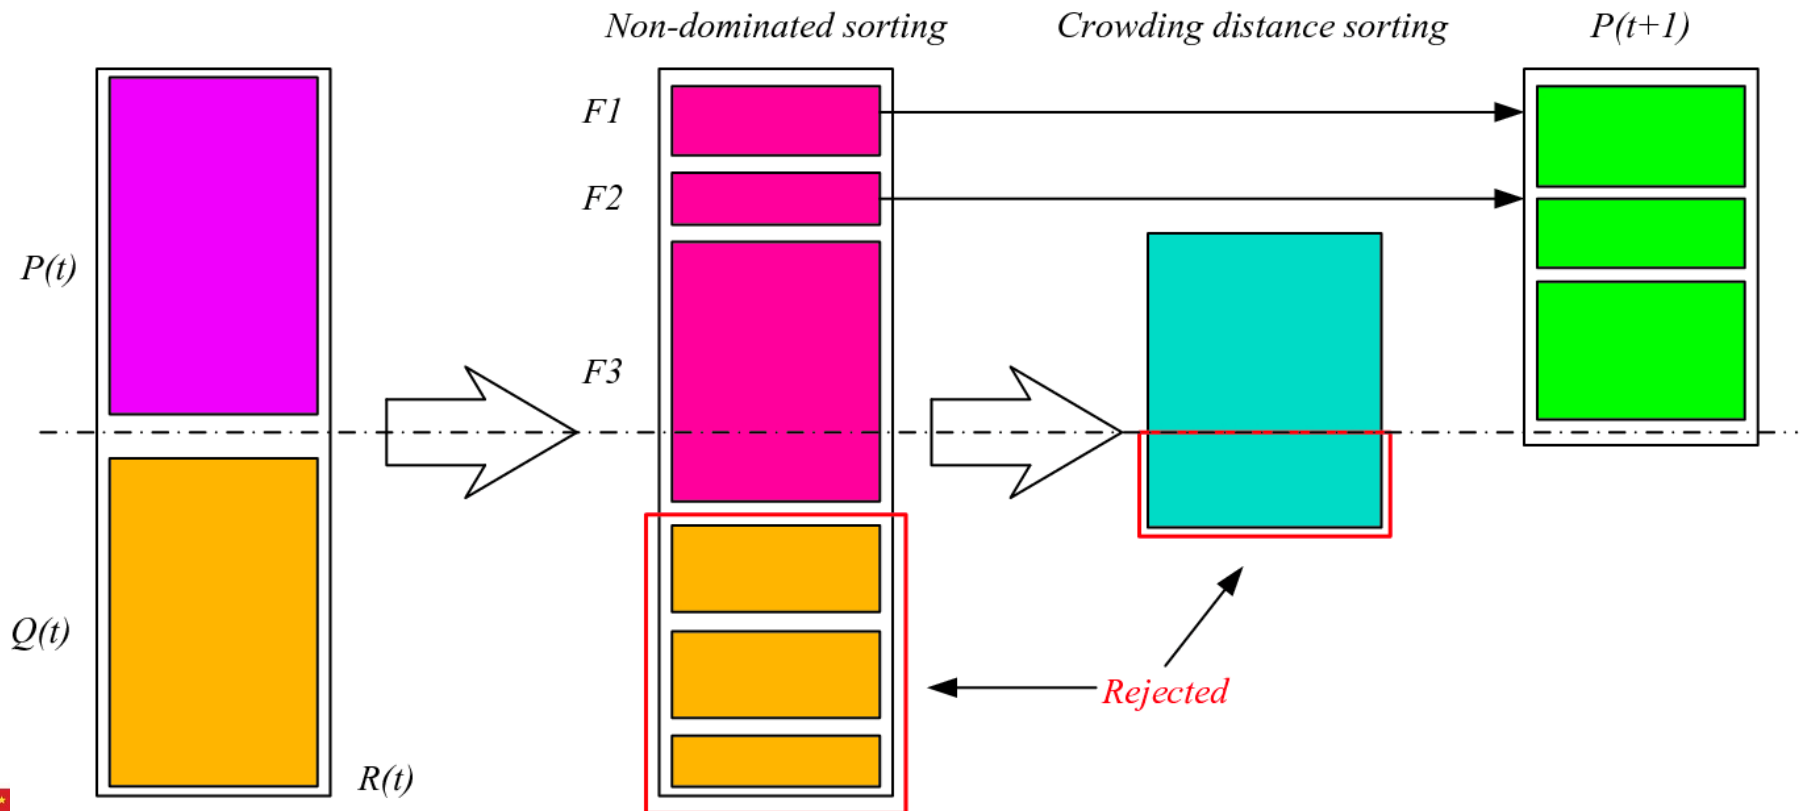 Non-dominated sorting
Crowding distance sorting
P(t+1)
F1
F2
P(t)
F3
Q(t)
Rejected
R(t)